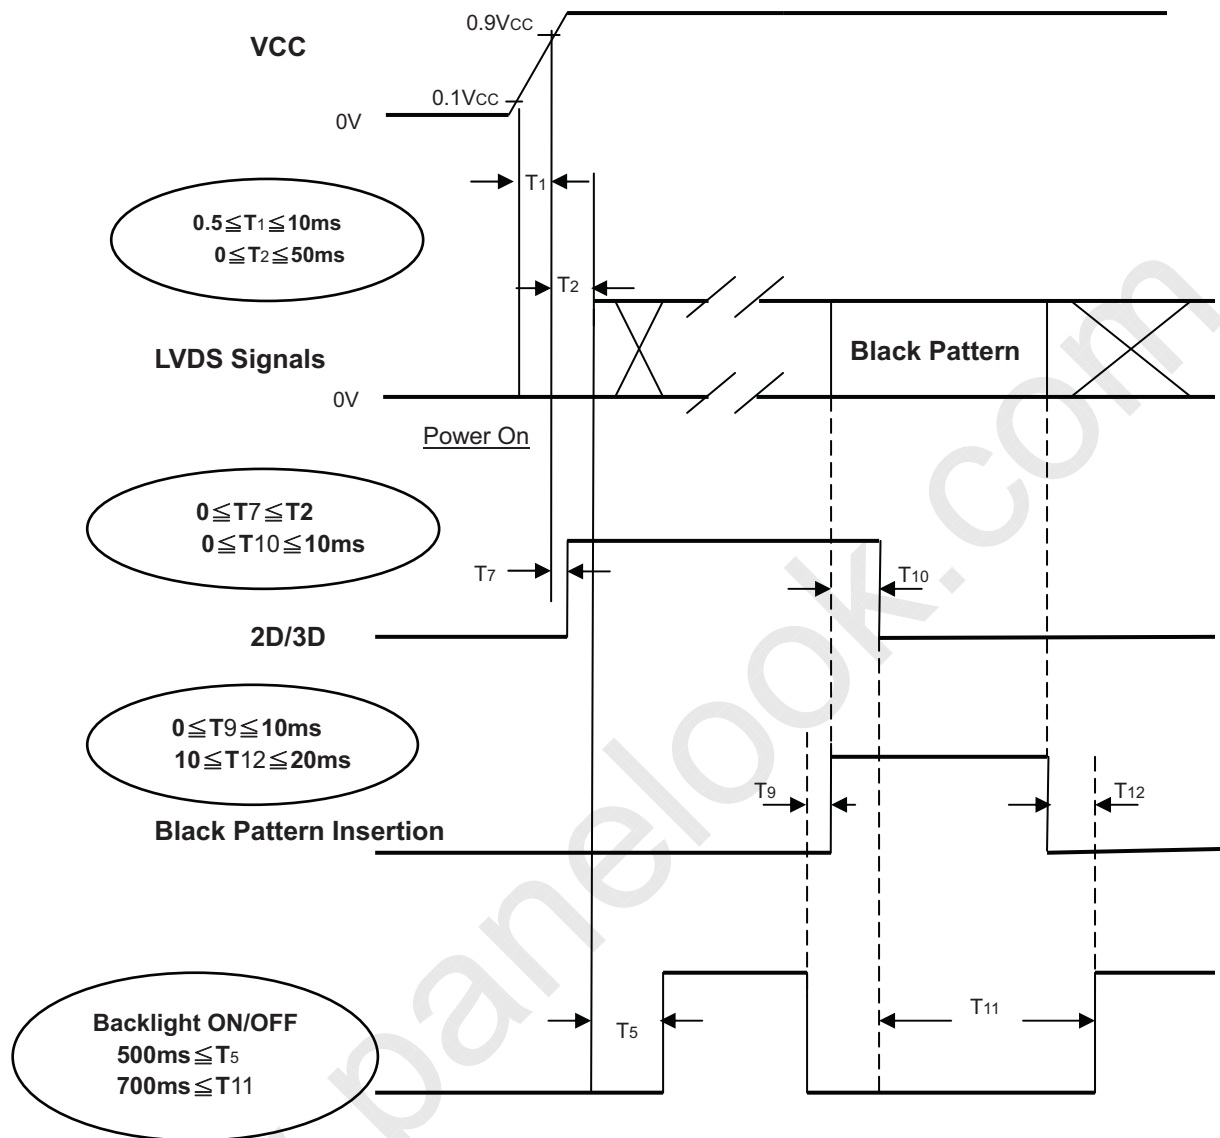 0.9VCC
VCC
0.1VCC
0V
T1
0.5≦T1≦10ms
0≦T2≦50ms
T2
LVDS Signals
Black Pattern
0V
Power On
0≦T7≦T2
0≦T10≦10ms
T7
T10
2D/3D
0≦T9≦10ms
10≦T12≦20ms
T9
T12
Black Pattern Insertion
Backlight ON/OFF
500ms≦T5
700ms≦T11
T5
T11
panelook.com